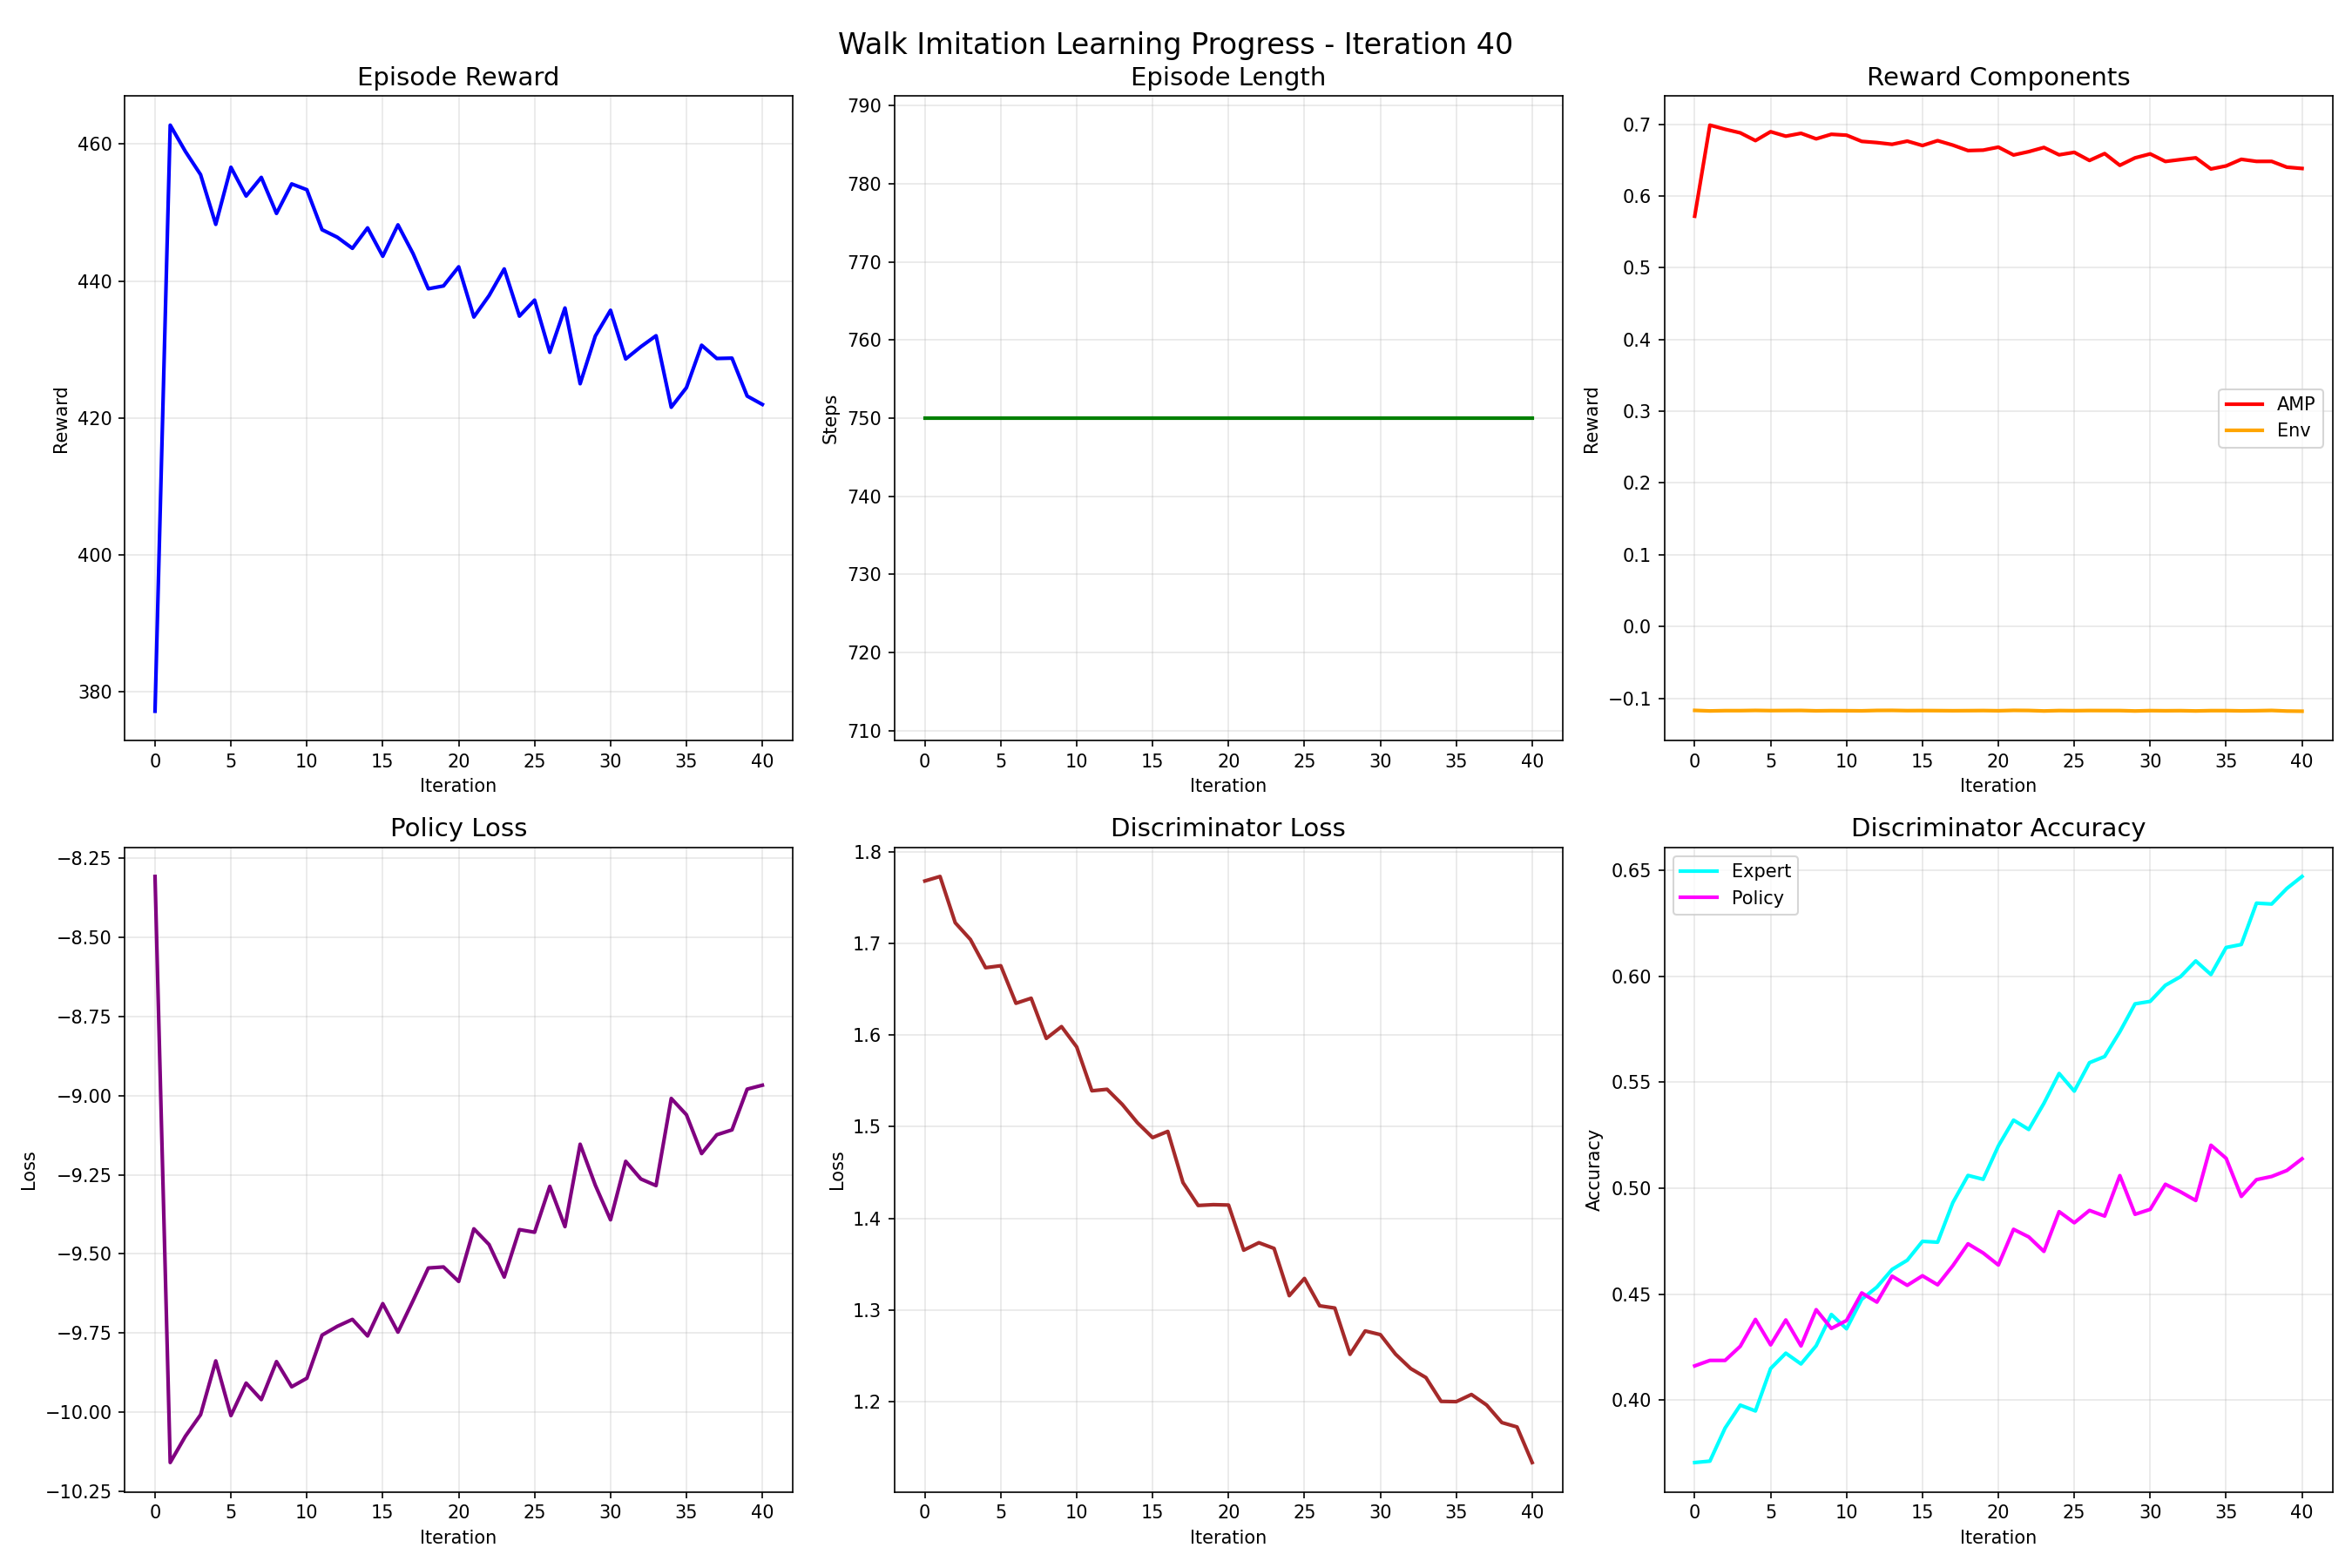 Walk Imitation Learning Progress - Iteration 40
Episode Reward
460
440
420
400
380
Reward
0 5 10 15 20 25 30 35 40
Iteration
Episode Length
790
780
770
760
750
740
730
720
710
Steps
0 5 10 15 20 25 30 35 40
Iteration
Reward Components
0.7
0.6
0.5
0.4
0.3
0.2
0.1
0.0
−0.1
Reward
AMP
Env
0 5 10 15 20 25 30 35 40
Iteration
Policy Loss
−8.25
−8.50
−8.75
−9.00
−9.25
−9.50
−9.75
−10.00
−10.25
Loss
0 5 10 15 20 25 30 35 40
Iteration
Discriminator Loss
1.8
1.7
1.6
1.5
1.4
1.3
1.2
Loss
0 5 10 15 20 25 30 35 40
Iteration
Discriminator Accuracy
Expert
Policy
0.65
0.60
0.55
0.50
0.45
0.40
Accuracy
0 5 10 15 20 25 30 35 40
Iteration